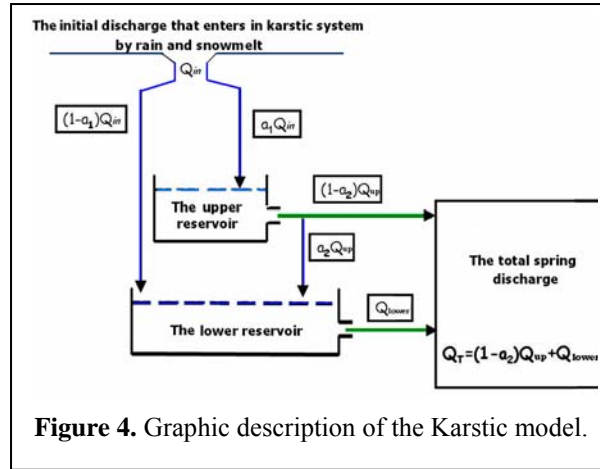 The initial discharge that enters in karstic system
by rain and snowmelt
Qin
(1-a1)Qin
a1Qin
(1-a2)Qup
The upper
reservoir
a2Qup
The total spring
discharge
Qlower
The lower reservoir
QT=(1-a2)Qup+Qlower
Figure 4. Graphic description of the Karstic model.